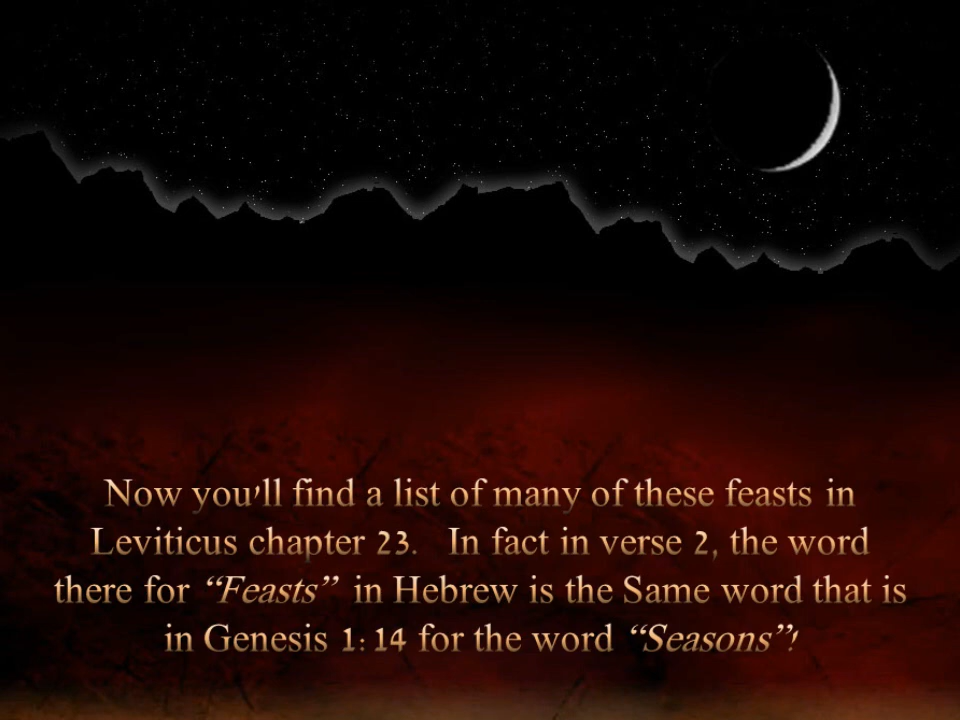 Now you'll find a list of many of these feasts in
Leviticus chapter 23.   In fact in verse 2, the word
there for “Feasts”  in Hebrew is the Same word that is
in Genesis 1:14 for the word “Seasons”!